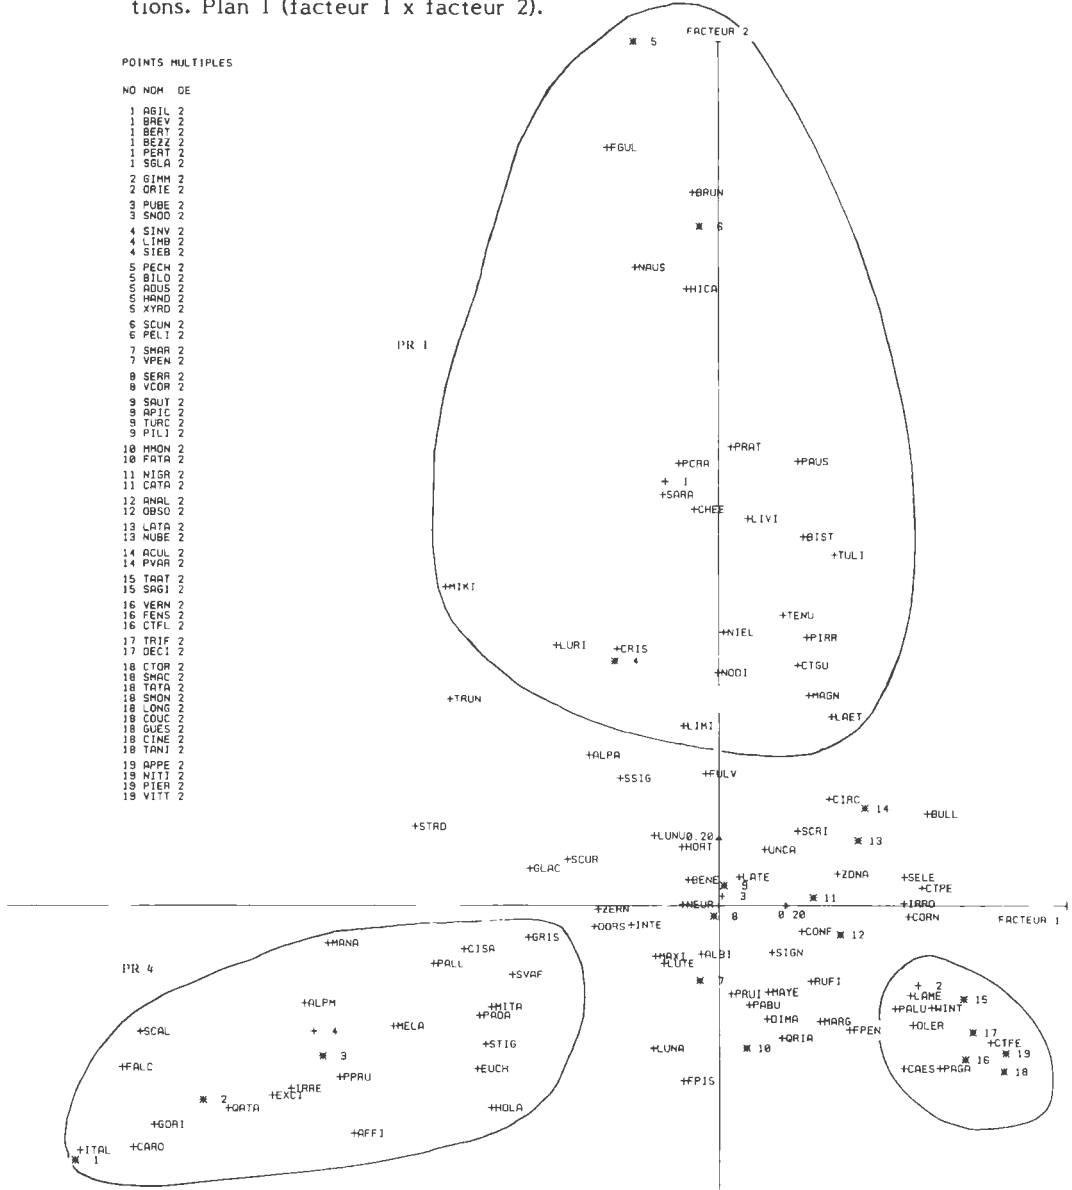 tions. Plan 1 (facteur 1 x facteur 2).
FACTEUR 2
POINTS MULTIPLES
NO NOM DE
1 AGIL 2
1 BREV 2
1 BERT 2
1 BEZZ 2
1 PERT 2
1 SGLA 2
2 GIMM 2
2 ORIE 2
3 PUBE 2
3 SNOD 2
4 SINV 2
4 LIMB 2
4 SIEB 2
5 PECH 2
5 BILO 2
5 ADUS 2
5 HAND 2
5 XYRD 2
6 SCUN 2
6 PELI 2
7 SMAR 2
7 VPEN 2
8 SERR 2
8 VCOR 2
9 SAUT 2
9 APIC 2
9 TURC 2
9 PILI 2
10 MMON 2
10 FATA 2
11 NIGR 2
11 CATA 2
12 ANAL 2
12 OBSO 2
13 LATA 2
13 NUBE 2
14 ACUL 2
14 PVAR 2
15 TAAT 2
15 SAGI 2
16 VERN 2
16 FENS 2
16 CTFL 2
17 TRIF 2
17 DECI 2
18 CTOR 2
18 SMAC 2
18 TATA 2
18 SMON 2
18 LONG 2
18 COUC 2
18 GUES 2
18 CINE 2
18 TANI 2
19 APPE 2
19 NITI 2
19 PIER 2
19 VITT 2
✳ 5
+FGUL
+BRUN
✳ 6
+NAUS
+HICA
PR 1
+PRAT
+PCRA
+PAUS
+ 1
+SARA
+CHEE
+LIVI
+BIST
+TULI
+MIKI
+TENU
+NIEL
+PIRR
+LURI
+CRIS
✳ 4
+CTGU
+NODI
+TRUN
+MAGN
+LAET
+LIMI
+ALPA
+SSIG
+FULV
+CIRC
✳ 14
+BULL
+STRD
+LUNU
0.20
+SCRI
✳ 13
+HORT
+UNCA
+SCUR
+GLAC
+BENE
+LATE
✳ 9
+ZONA
+SELE
+CTPE
+ 3
✳ 11
+ZERN
+NEUR
+IRRO
0 20
✳ 8
+CORN
FACTEUR 1
+DORS
+INTE
+CONF
✳ 12
+GRIS
+MANA
+CISA
+MAXI
+ALBI
+SIGN
+PALL
+LUTE
PR 4
+SVAF
✳ 7
+RUFI
+ 2
+PRUI
+MAYE
+LAME
✳ 15
+ALPM
+MITA
+PABU
+PALU
+WINT
+PADA
+DIMA
+MARG
+OLER
+SCAL
+ 4
+MELA
+FPEN
✳ 17
+QRIA
+STIG
+LUNA
✳ 10
+CTFE
✳ 3
✳ 19
✳ 16
+FALC
+EUCH
+CAES
+PAGA
✳ 18
+PPRU
+FPIS
+IRRE
+EXCI
✳ 2
+QATA
+HOLA
+GORI
+AFFI
+CARO
+ITAL
✳ 1